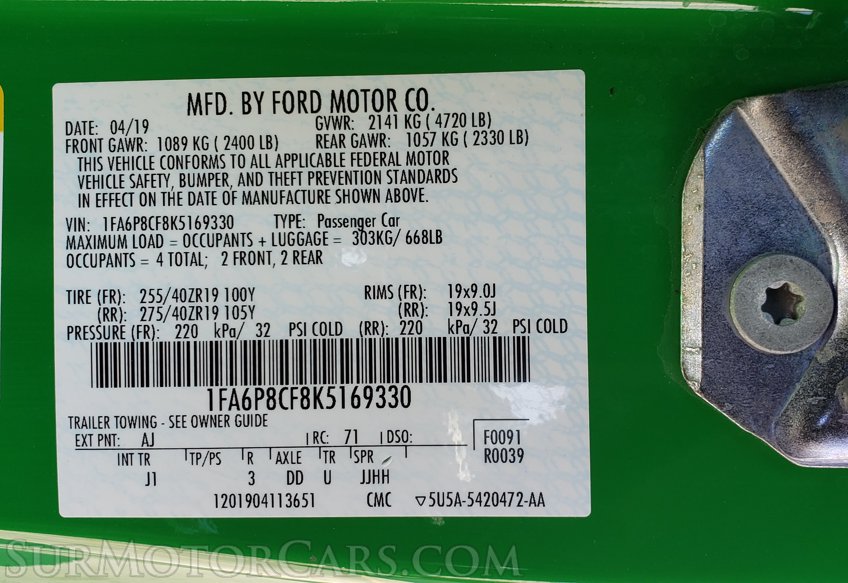 MFD. BY FORD MOTOR CO.
DATE: 04/19 GVWR: 2141 KG ( 4720 LB)
FRONT GAWR: 1089 KG ( 2400 LB) REAR GAWR: 1057 KG ( 2330 LB)
THIS VEHICLE CONFORMS TO ALL APPLICABLE FEDERAL MOTOR
VEHICLE SAFETY, BUMPER, AND THEFT PREVENTION STANDARDS
IN EFFECT ON THE DATE OF MANUFACTURE SHOWN ABOVE.
VIN: 1FA6P8CF8K5169330 TYPE: Passenger Car
MAXIMUM LOAD = OCCUPANTS + LUGGAGE = 303KG/ 668LB
OCCUPANTS = 4 TOTAL; 2 FRONT, 2 REAR
TIRE (FR): 255/40ZR19 100Y RIMS (FR): 19x9.0J
(RR): 275/40ZR19 105Y (RR): 19x9.5J
PRESSURE (FR): 220 kPa/ 32 PSI COLD (RR): 220 kPa/ 32 PSI COLD
1FA6P8CF8K5169330
TRAILER TOWING - SEE OWNER GUIDE
EXT PNT: AJ RC: 71 DSO: F0091
R0039
INT TR TP/PS R AXLE TR SPR
J1 3 DD U JJHH
1201904113651 CMC ▽5U5A-5420472-AA
SURMOTORCARS.COM